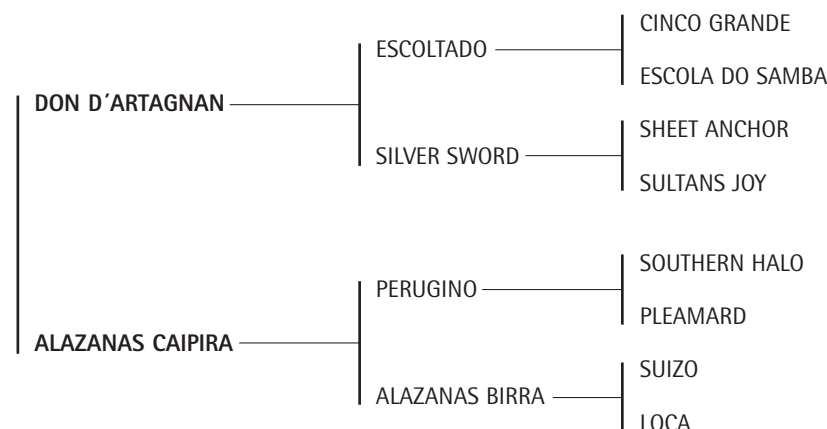 CINCO GRANDE
ESCOLTADO
ESCOLA DO SAMBA
DON D´ARTAGNAN
SHEET ANCHOR
SILVER SWORD
SULTANS JOY
SOUTHERN HALO
PERUGINO
PLEAMARD
ALAZANAS CAIPIRA
SUIZO
ALAZANAS BIRRA
LOCA